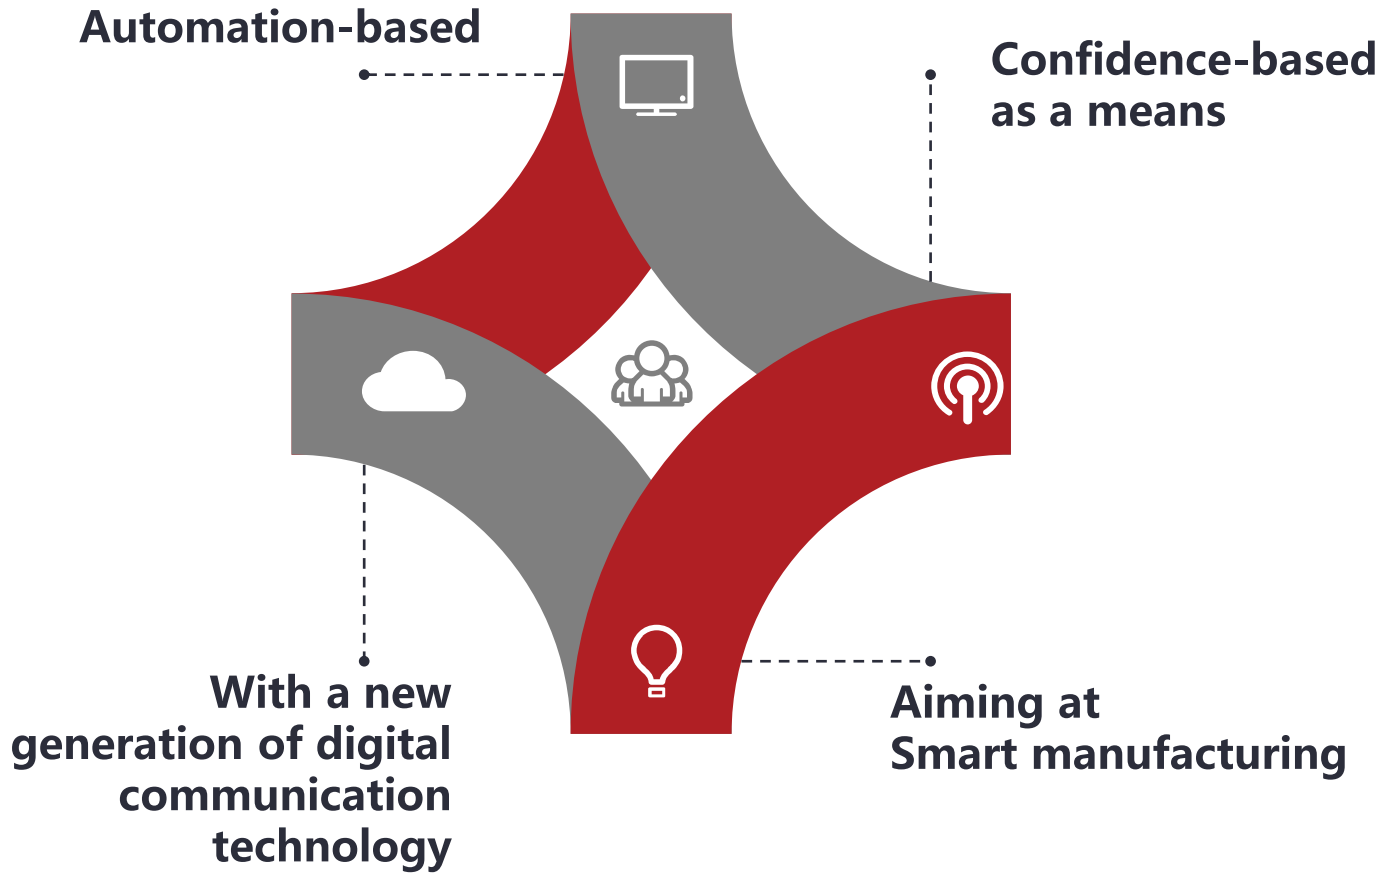 Automation-based
Confidence-based
as a means
With a new
generation of digital
communication
technology
Aiming at
Smart manufacturing